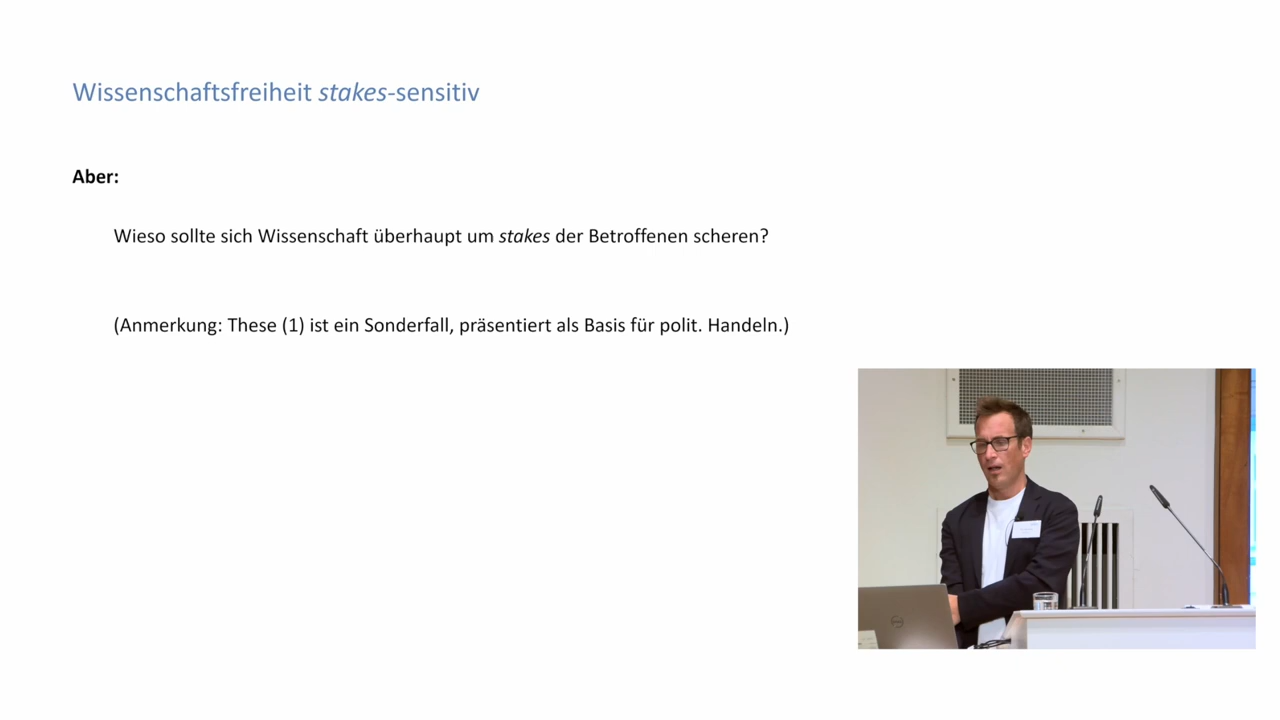 Wissenschaftsfreiheit stakes-sensitiv
Aber:
Wieso sollte sich Wissenschaft überhaupt um stakes der Betroffenen scheren?
(Anmerkung: These (1) ist ein Sonderfall, präsentiert als Basis für polit. Handeln.)